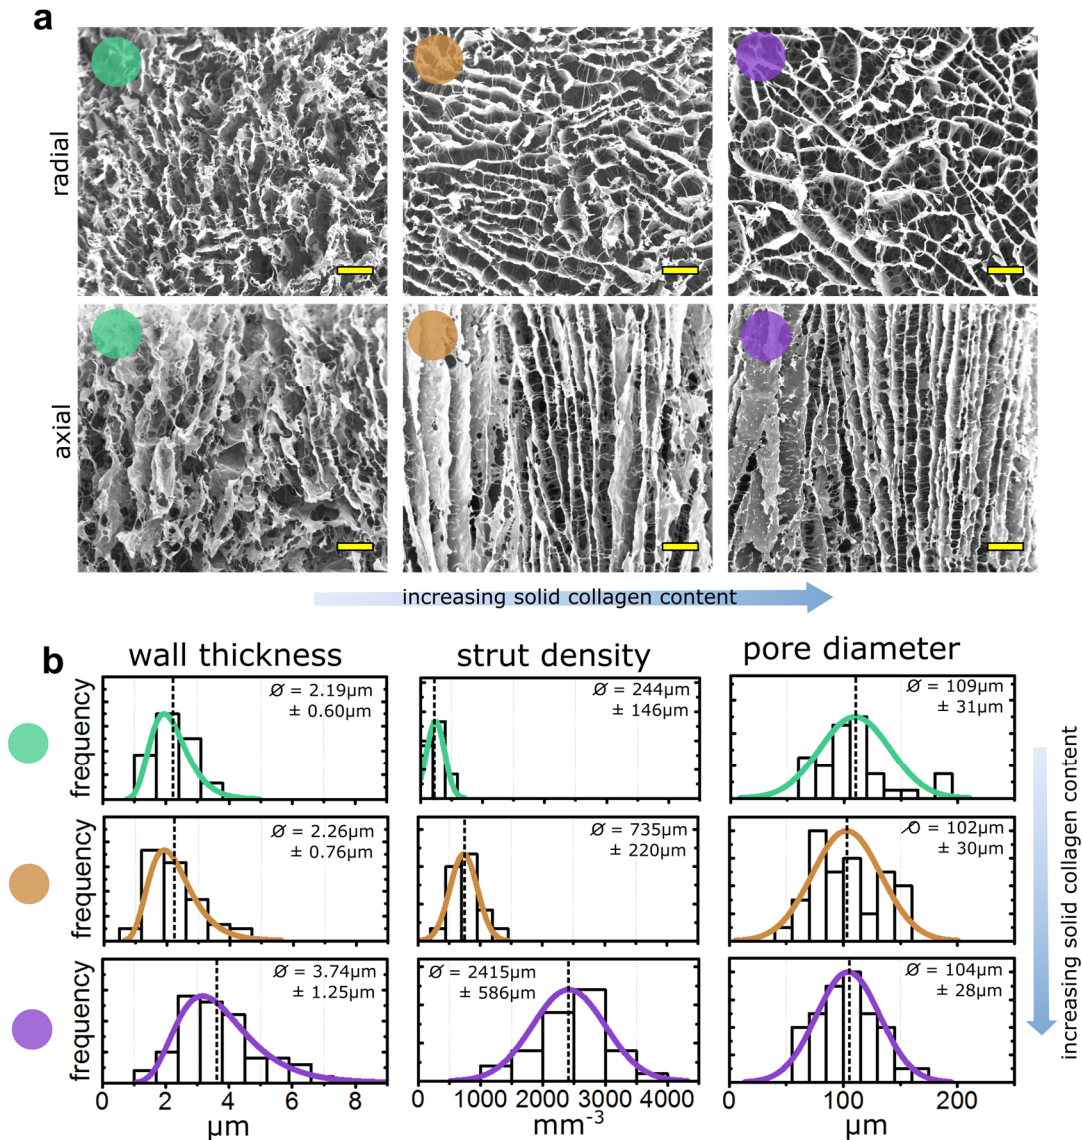 a
radial
axial
increasing solid collagen content
b
wall thickness
strut density
pore diameter
frequency
Ø = 2.19µm
± 0.60µm
Ø = 244µm
± 146µm
Ø = 109µm
± 31µm
frequency
Ø = 2.26µm
± 0.76µm
Ø = 735µm
± 220µm
Ø = 102µm
± 30µm
frequency
Ø = 3.74µm
± 1.25µm
Ø = 2415µm
± 586µm
Ø = 104µm
± 28µm
increasing solid collagen content
0 2 4 6 8
0 1000 2000 3000 4000
0 100 200
µm
mm⁻³
µm